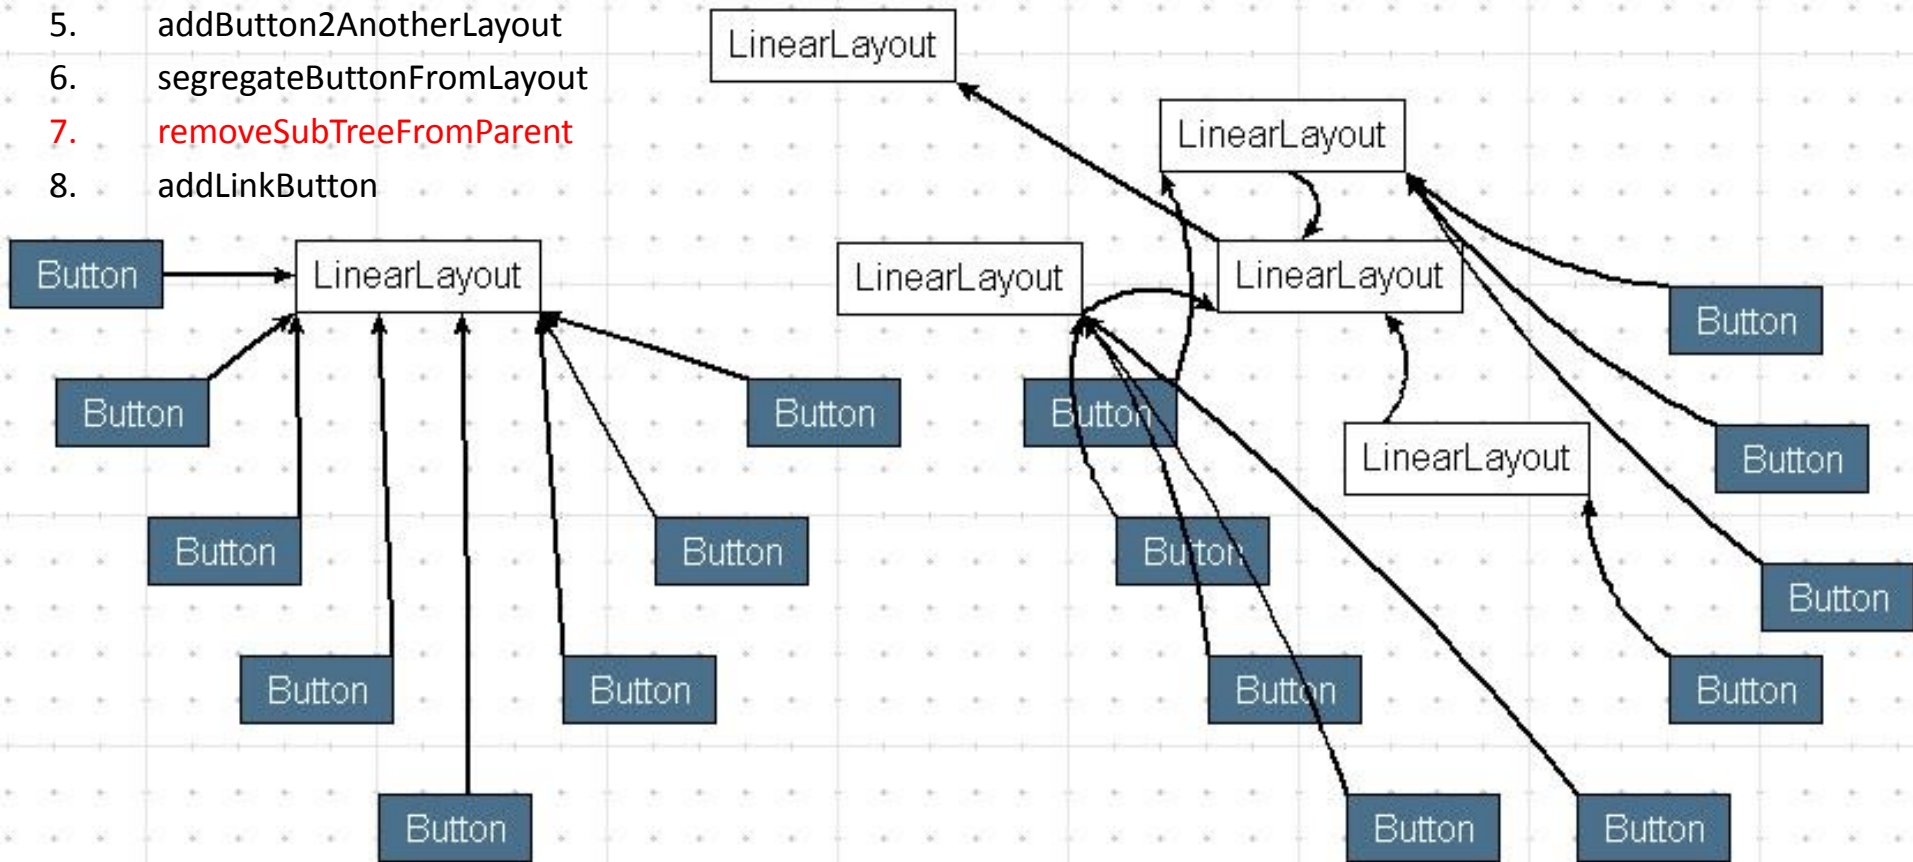 5. addButton2AnotherLayout
6. segregateButtonFromLayout
7. removeSubTreeFromParent
8. addLinkButton
LinearLayout
LinearLayout
Button
LinearLayout
LinearLayout
LinearLayout
Button
Button
Button
Button
LinearLayout
Button
Button
Button
Button
Button
Button
Button
Button
Button
Button
Button
Button